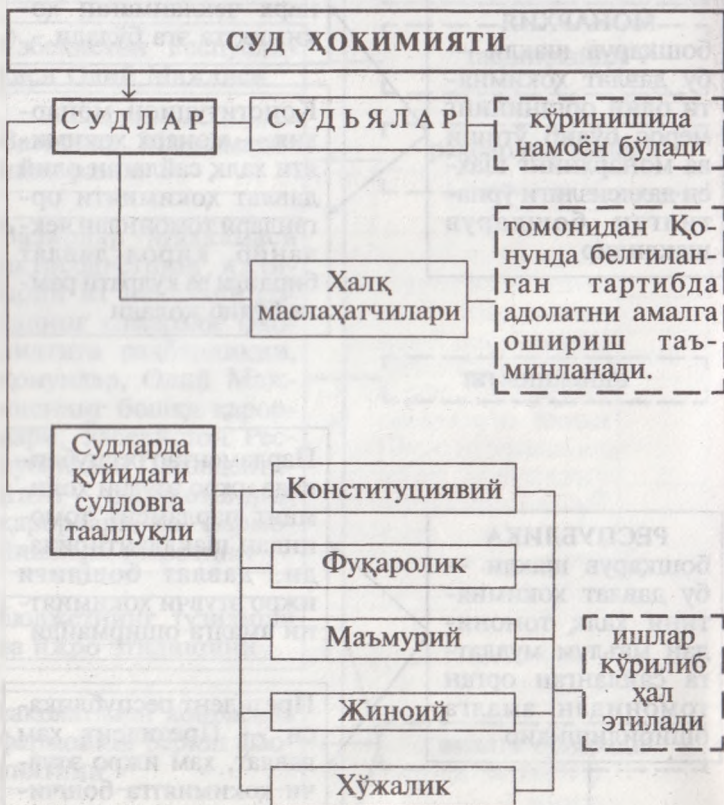 СУД ҲОКИМИЯТИ
СУДЛАР
СУДЪЯЛАР
кўринишида
намоён бўлади
Халқ
маслаҳатчилари
томонидан Қо-
нунда белгилан-
ган тартибда
адолатни амалга
ошириш таъ-
минланади.
Судларда
қуйидаги
судловга
тааллуқли
Конституциявий
Фуқаролик
Маъмурий
Жиноий
Хўжалик
ишлар
кўрилиб
ҳал
этилади